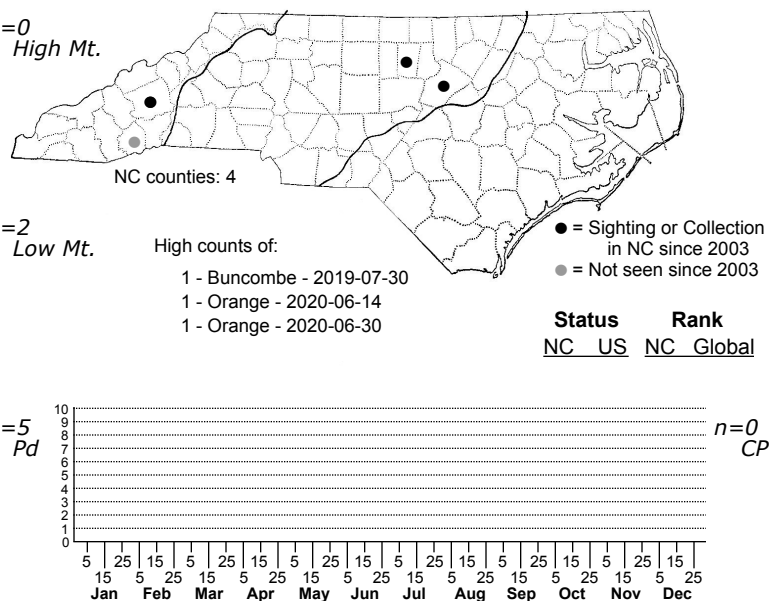 =0
High Mt.
NC counties: 4
=2
Low Mt.
High counts of:
1 - Buncombe - 2019-07-30
1 - Orange - 2020-06-14
1 - Orange - 2020-06-30
= Sighting or Collection
in NC since 2003
= Not seen since 2003
Status Rank
NC US NC Global
=5
Pd
n=0
CP
10
9
8
7
6
5
4
3
2
1
0
5 25 15 5 25 15 5 25 15 5 25 15 5 25 15 5 25 15
15 5 25 15 5 25 15 5 25 15 5 25 15 5 25 15 5 25
Jan Feb Mar Apr May Jun Jul Aug Sep Oct Nov Dec